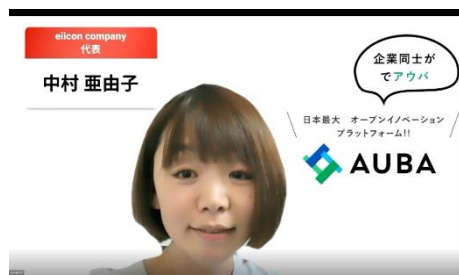 elicon company
代表
中村 亜由子
企業同士が
でアウバ
日本最大 オープンイノベーション
プラットフォーム!!
AUBA